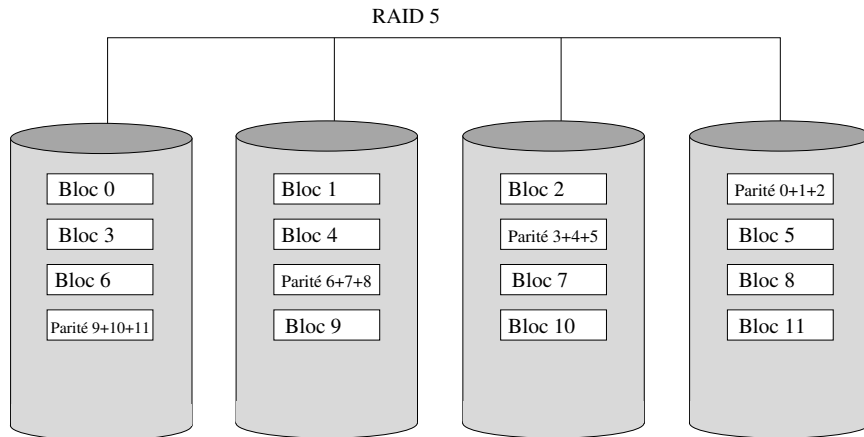 RAID 5
Bloc 0
Bloc 1
Bloc 2
Parité 0+1+2
Bloc 3
Bloc 4
Parité 3+4+5
Bloc 5
Bloc 6
Parité 6+7+8
Bloc 7
Bloc 8
Parité 9+10+11
Bloc 9
Bloc 10
Bloc 11